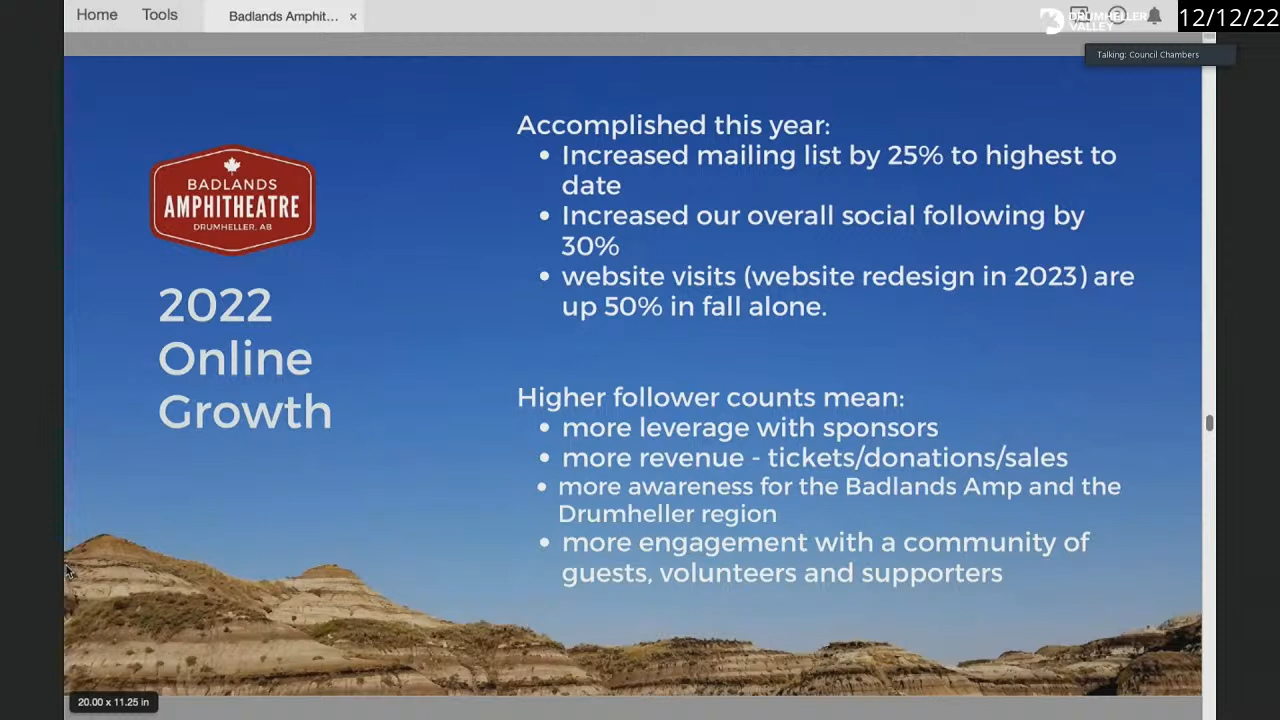 Home Tools Badlands Amphit... ×
DRUMHELLER
VALLEY
12/12/22
Talking: Council Chambers
BADLANDS
AMPHITHEATRE
DRUMHELLER, AB
2022
Online
Growth
Accomplished this year:
• Increased mailing list by 25% to highest to
date
• Increased our overall social following by
30%
• website visits (website redesign in 2023) are
up 50% in fall alone.
Higher follower counts mean:
• more leverage with sponsors
• more revenue - tickets/donations/sales
• more awareness for the Badlands Amp and the
Drumheller region
• more engagement with a community of
guests, volunteers and supporters
20.00 x 11.25 in